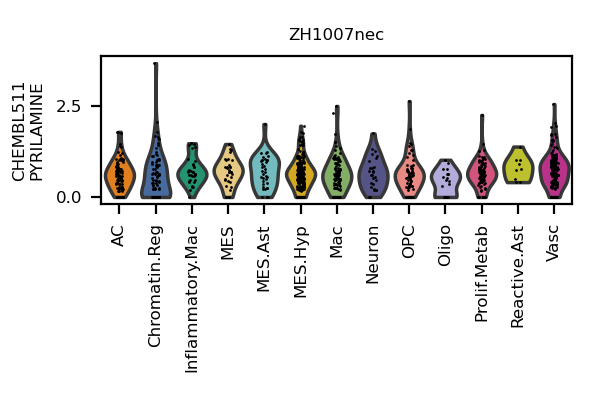 ZH1007nec
CHEMBL511
PYRILAMINE
2.5
0.0
AC
Chromatin.Reg
Inflammatory.Mac
MES
MES.Ast
MES.Hyp
Mac
Neuron
OPC
Oligo
Prolif.Metab
Reactive.Ast
Vasc